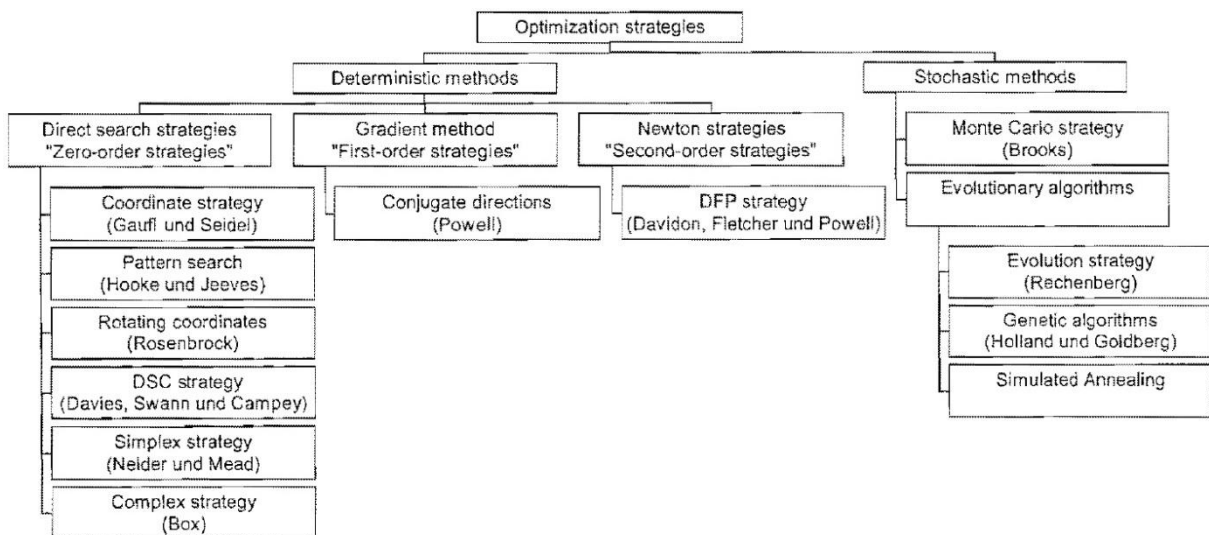 Optimization strategies
Deterministic methods
Stochastic methods
Direct search strategies
"Zero-order strategies"
Gradient method
"First-order strategies"
Newton strategies
"Second-order strategies"
Monte Carlo strategy
(Brooks)
Evolutionary algorithms
Coordinate strategy
(Gaufl und Seidel)
Conjugate directions
(Powell)
DFP strategy
(Davidon, Fletcher und Powell)
Pattern search
(Hooke und Jeeves)
Rotating coordinates
(Rosenbrock)
DSC strategy
(Davies, Swann und Campey)
Simplex strategy
(Nelder und Mead)
Complex strategy
(Box)
Evolution strategy
(Rechenberg)
Genetic algorithms
(Holland und Goldberg)
Simulated Annealing